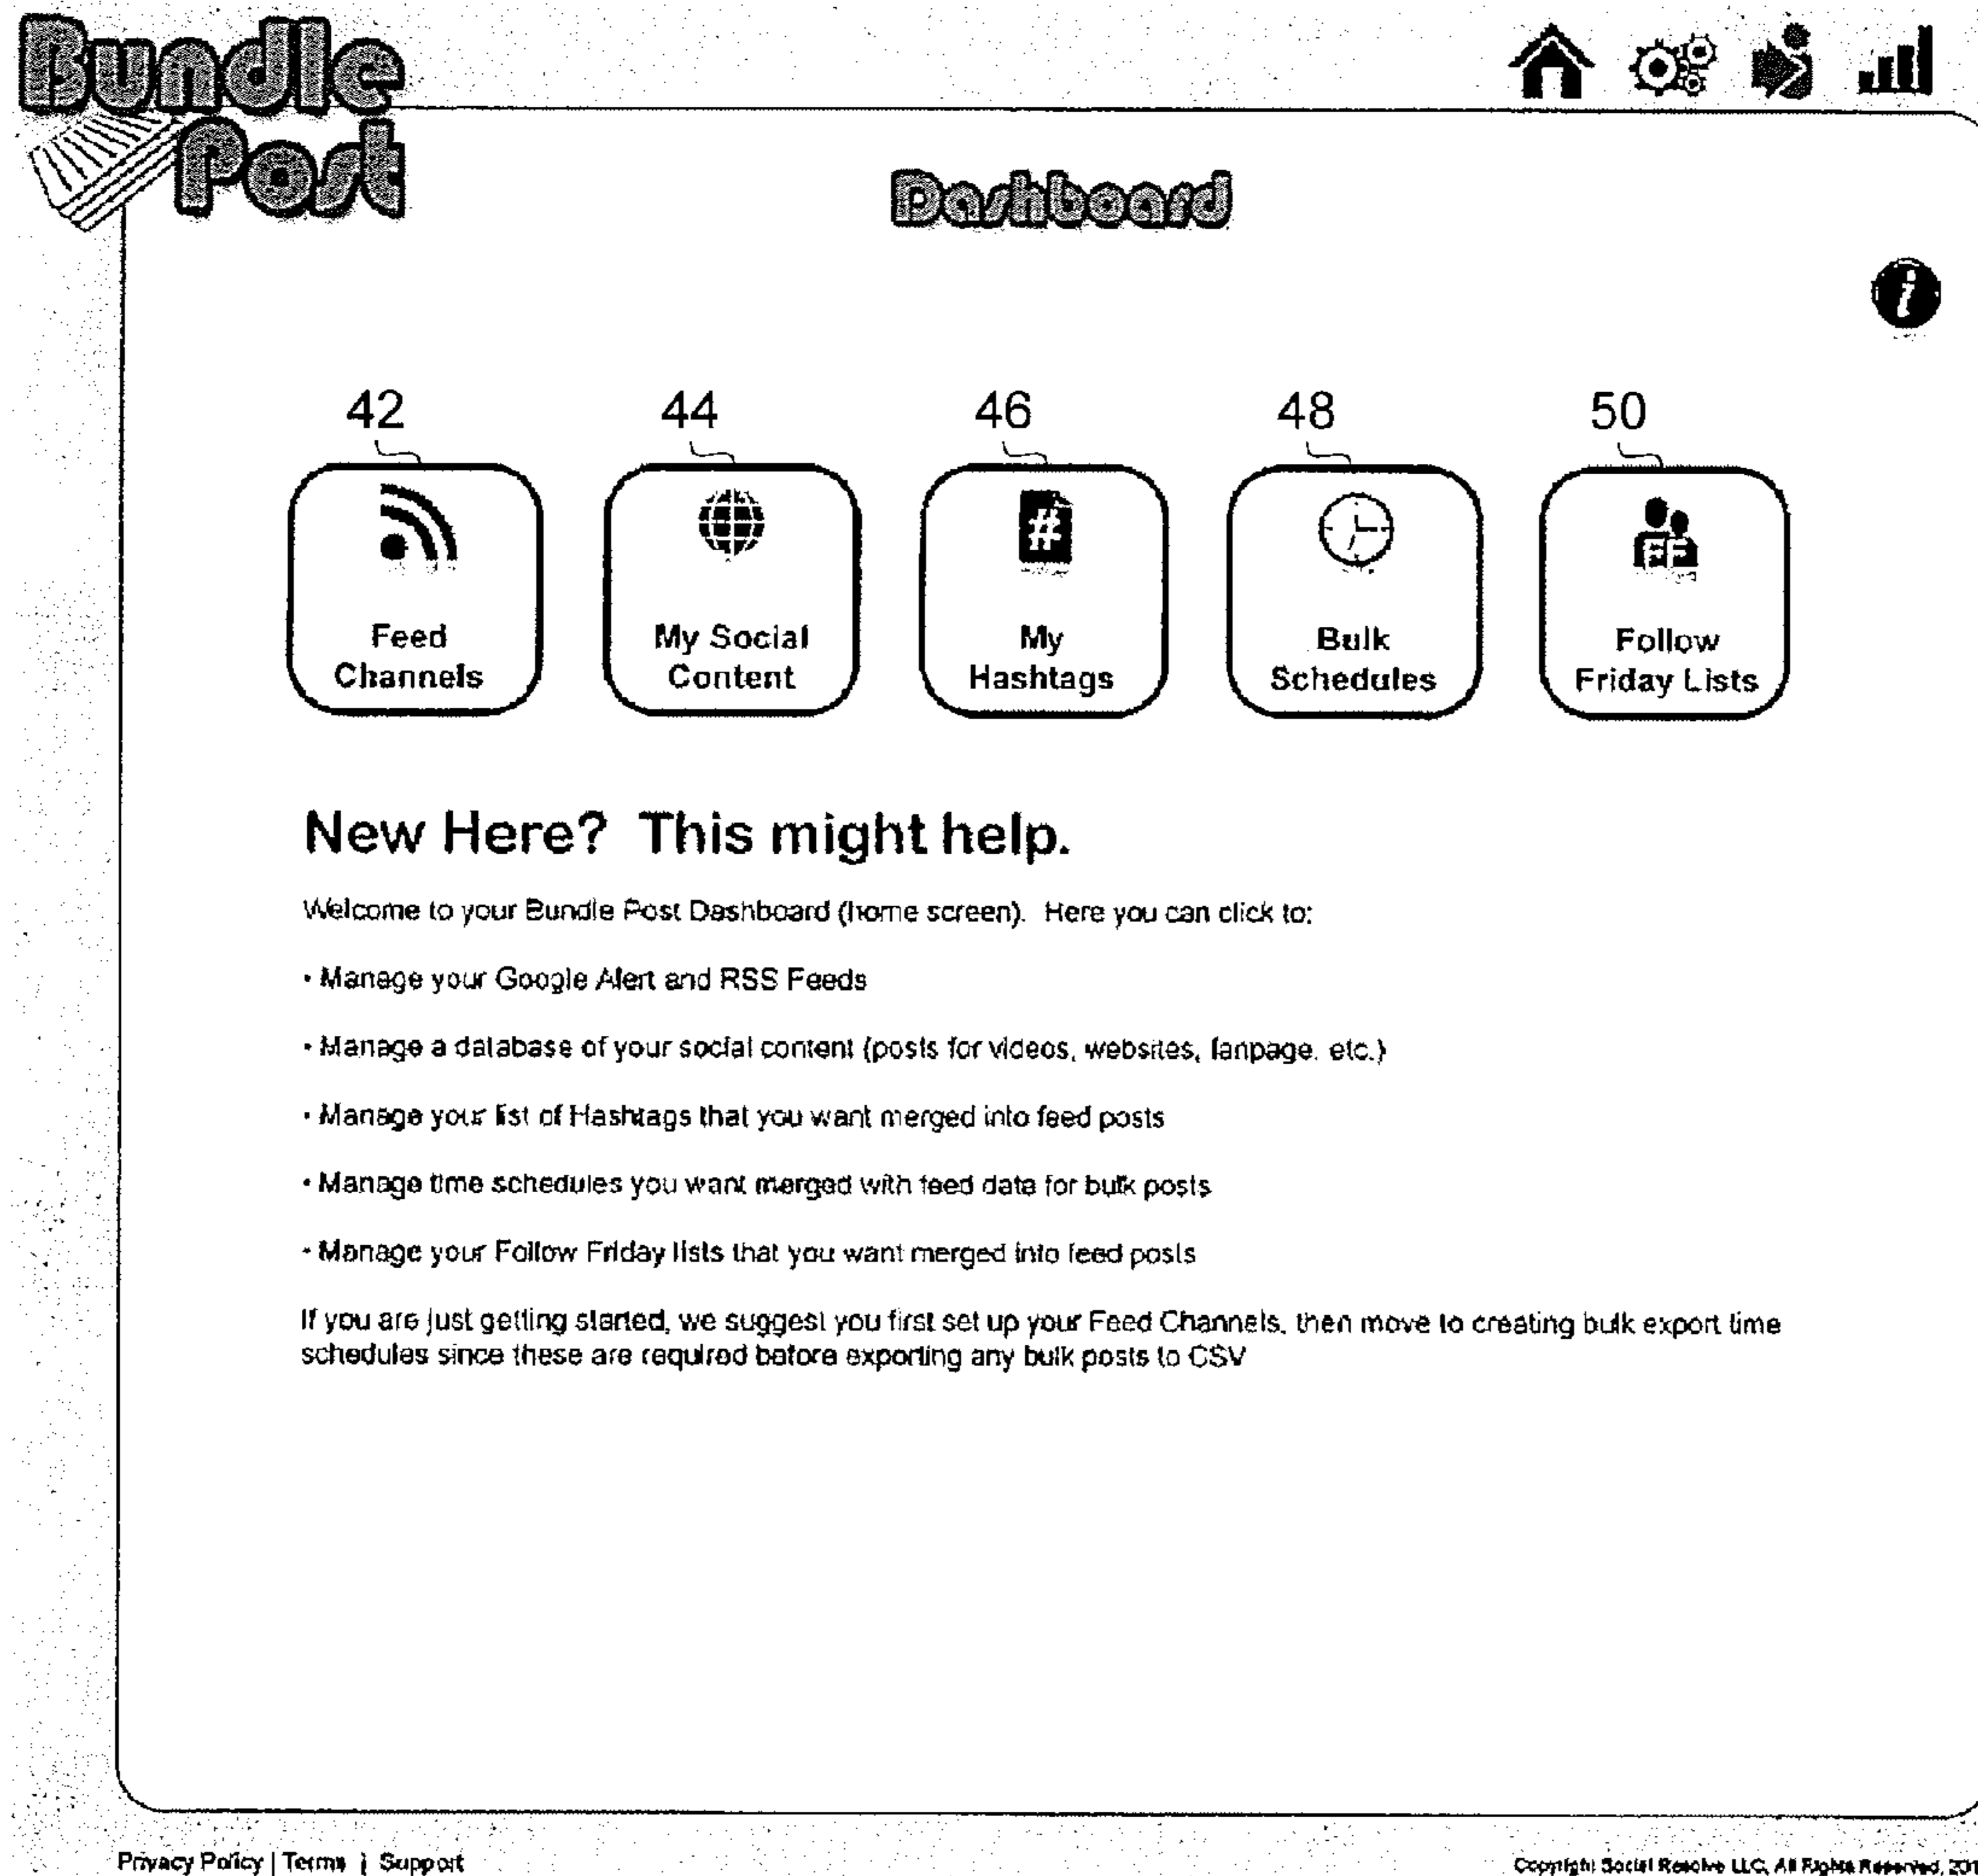 Bundle
Post
Dashboard
42 44 46 48 50
#
FF
Feed
Channels
My Social
Content
My
Hashtags
Bulk
Schedules
Follow
Friday Lists
New Here? This might help.
Welcome to your Bundle Post Dashboard (home screen). Here you can click to:
• Manage your Google Alert and RSS Feeds
• Manage a database of your social content (posts for videos, websites, fanpage. etc.)
• Manage your list of Hashtags that you want merged into feed posts
• Manage time schedules you want merged with feed data for bulk posts
• Manage your Follow Friday lists that you want merged into feed posts
If you are just getting started, we suggest you first set up your Feed Channels, then move to creating bulk export time
schedules since these are required before exporting any bulk posts to CSV
Privacy Policy | Terms | Support
Copyright Social Resolve LLC, All Rights Reserved,